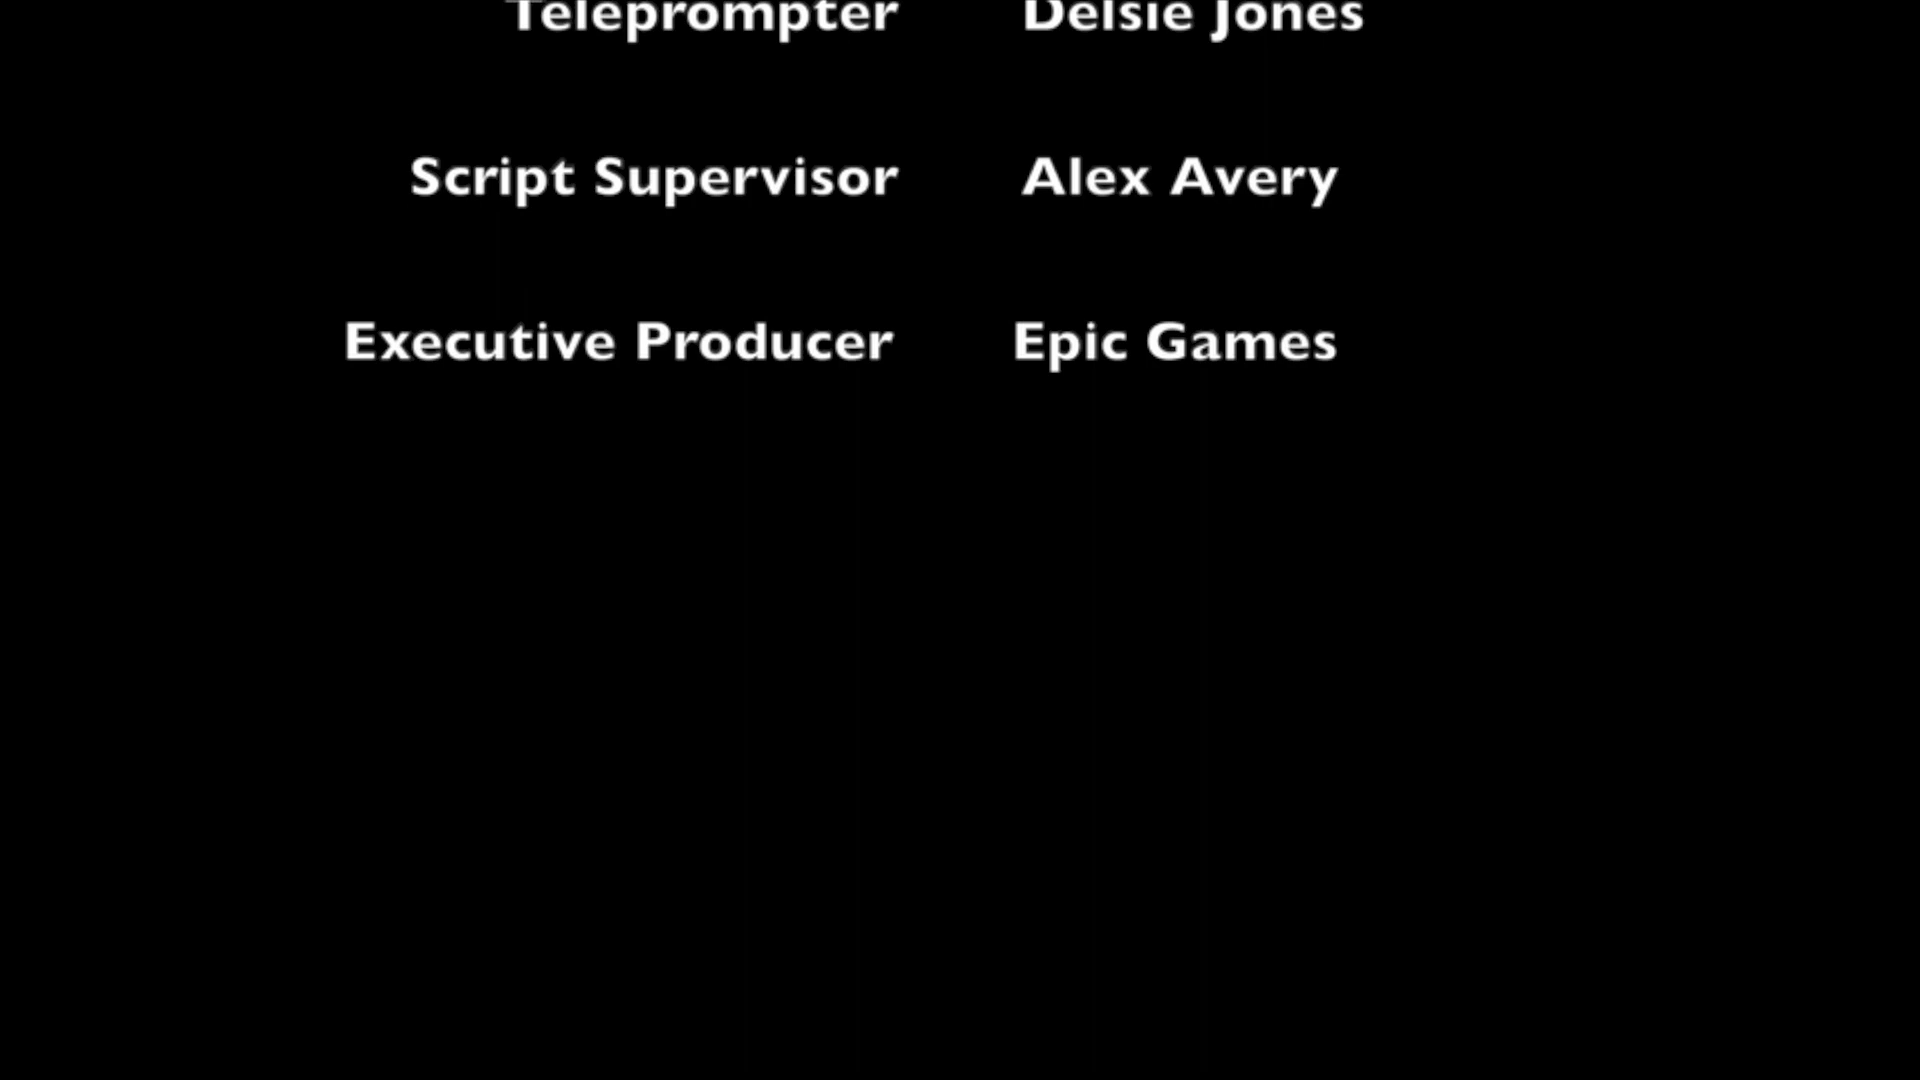 Teleprompter Delsie Jones
Script Supervisor Alex Avery
Executive Producer Epic Games